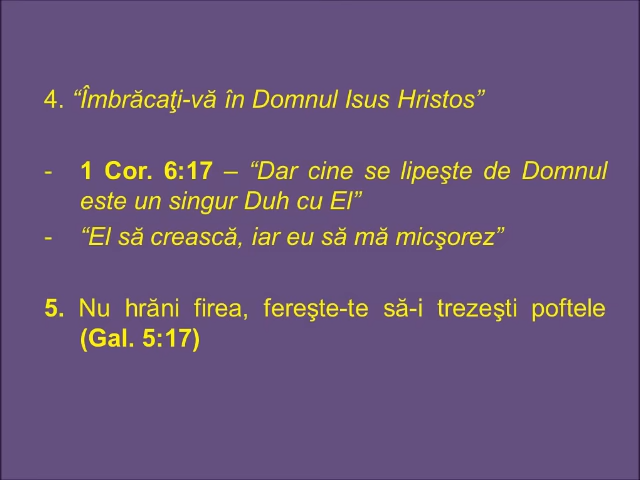 4. “Îmbrăcaţi-vă în Domnul Isus Hristos”
- 1 Cor. 6:17 – “Dar cine se lipeşte de Domnul
este un singur Duh cu El”
- “El să crească, iar eu să mă micşorez”
5. Nu hrăni firea, fereşte-te să-i trezeşti poftele
(Gal. 5:17)